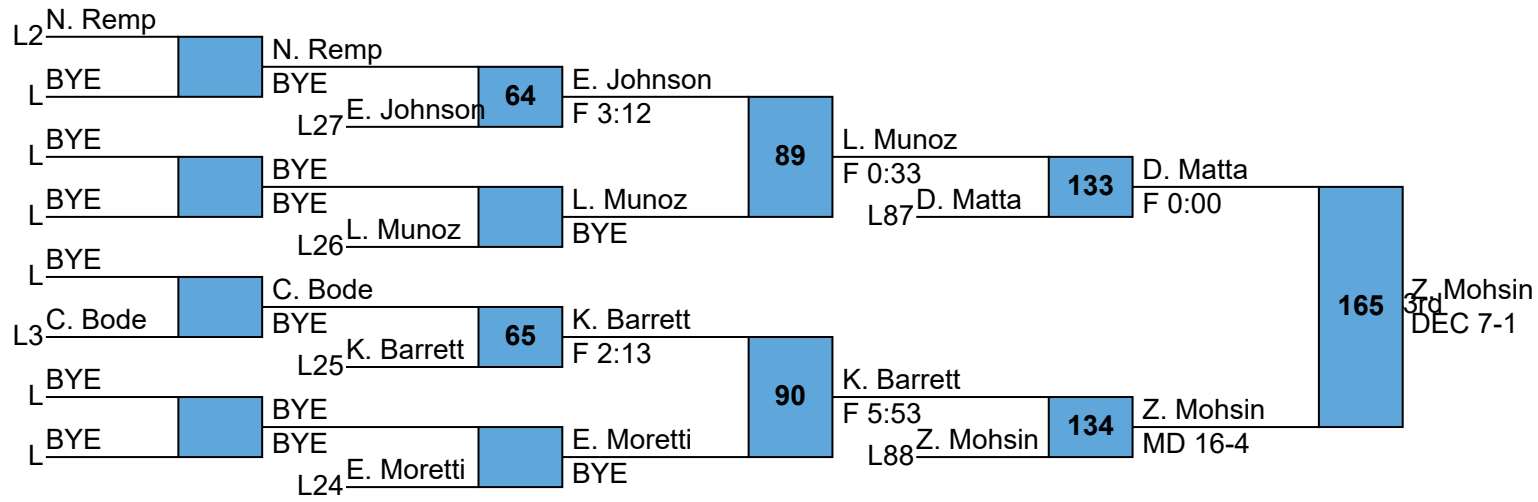 L2 N. Remp
L BYE
N. Remp
BYE
L27 E. Johnson
64
E. Johnson
F 3:12
L BYE
L BYE
BYE
BYE
L26 L. Munoz
L. Munoz
BYE
89
L. Munoz
F 0:33
L87 D. Matta
133
D. Matta
F 0:00
L BYE
L3 C. Bode
C. Bode
BYE
L25 K. Barrett
65
K. Barrett
F 2:13
L BYE
L BYE
BYE
BYE
L24 E. Moretti
E. Moretti
BYE
90
K. Barrett
F 5:53
L88 Z. Mohsin
134
Z. Mohsin
MD 16-4
165
Z. Mohsin
3rd
DEC 7-1